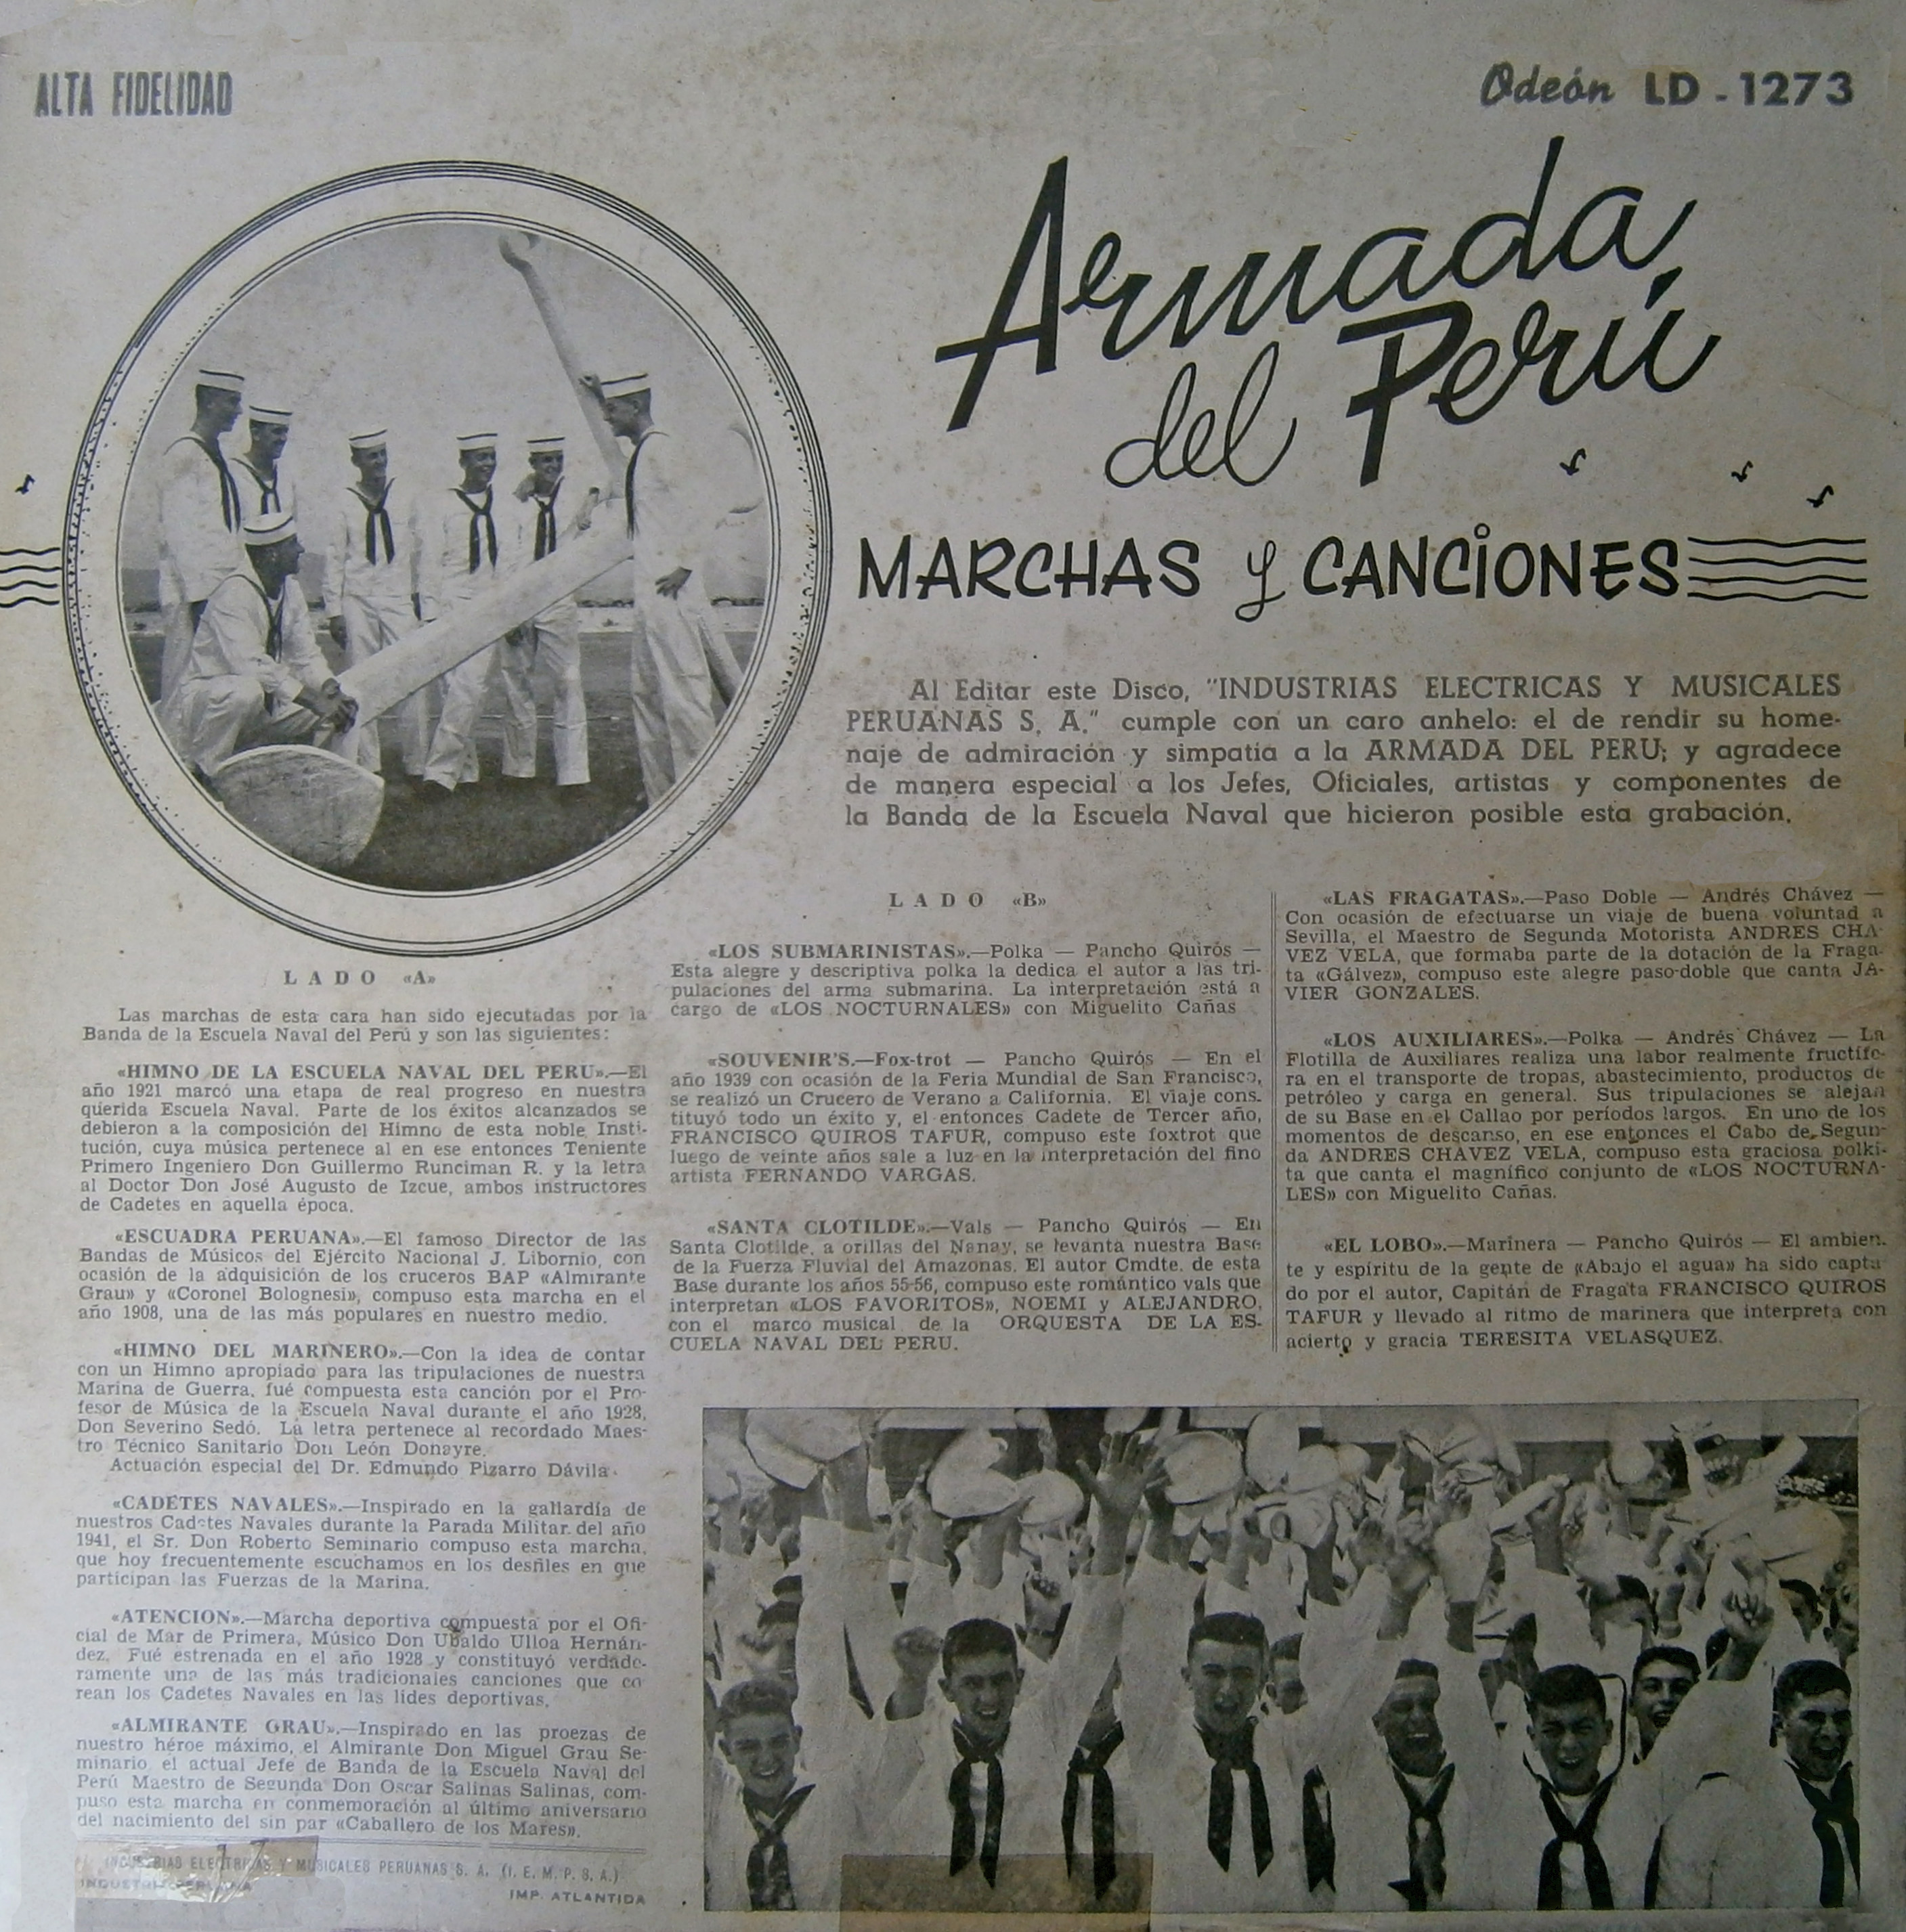 ALTA FIDELIDAD
Odeón LD - 1273
Armada
del Perú
MARCHAS y CANCIONES
Al Editar este Disco, "INDUSTRIAS ELECTRICAS Y MUSICALES
PERUANAS S. A." cumple con un caro anhelo: el de rendir su home-
naje de admiración y simpatia a la ARMADA DEL PERU; y agradece
de manera especial a los Jefes, Oficiales, artistas y componentes de
la Banda de la Escuela Naval que hicieron posible esta grabación.
LADO «A»
Las marchas de esta cara han sido ejecutadas por la
Banda de la Escuela Naval del Perú y son las siguientes:
«HIMNO DE LA ESCUELA NAVAL DEL PERU».—El
año 1921 marcó una etapa de real progreso en nuestra
querida Escuela Naval. Parte de los éxitos alcanzados se
debieron a la composición del Himno de esta noble Insti-
tución, cuya música pertenece al en ese entonces Teniente
Primero Ingeniero Don Guillermo Runciman R. y la letra
al Doctor Don José Augusto de Izcue, ambos instructores
de Cadetes en aquella época.
«ESCUADRA PERUANA».—El famoso Director de las
Bandas de Músicos del Ejército Nacional J. Libornio, con
ocasión de la adquisición de los cruceros BAP «Almirante
Grau» y «Coronel Bolognesi», compuso esta marcha en el
año 1908, una de las más populares en nuestro medio.
«HIMNO DEL MARINERO».—Con la idea de contar
con un Himno apropiado para las tripulaciones de nuestra
Marina de Guerra, fué compuesta esta canción por el Pro-
fesor de Música de la Escuela Naval durante el año 1928,
Don Severino Sedó. La letra pertenece al recordado Maes-
tro Técnico Sanitario Don León Donayre.
Actuación especial del Dr. Edmundo Pizarro Dávila.
«CADETES NAVALES».—Inspirado en la gallardía de
nuestros Cadetes Navales durante la Parada Militar del año
1941, el Sr. Don Roberto Seminario compuso esta marcha,
que hoy frecuentemente escuchamos en los desfiles en que
participan las Fuerzas de la Marina.
«ATENCION».—Marcha deportiva compuesta por el Ofi-
cial de Mar de Primera, Músico Don Ubaldo Ulloa Hernán-
dez. Fué estrenada en el año 1928 y constituyó verdade-
ramente una de las más tradicionales canciones que co
rean los Cadetes Navales en las lides deportivas.
«ALMIRANTE GRAU».—Inspirado en las proezas de
nuestro héroe máximo, el Almirante Don Miguel Grau Se-
minario el actual Jefe de Banda de la Escuela Naval del
Perú Maestro de Segunda Don Oscar Salinas Salinas, com-
puso esta marcha en conmemoración al último aniversario
del nacimiento del sin par «Caballero de los Mares».
INDUSTRIAS ELECTRICAS Y MUSICALES PERUANAS S. A. (I. E. M. P. S. A.)
INDUSTRIA PERUANA
IMP. ATLANTIDA
LADO «B»
«LOS SUBMARINISTAS».—Polka — Pancho Quirós —
Esta alegre y descriptiva polka la dedica el autor a las tri-
pulaciones del arma submarina. La interpretación está a
cargo de «LOS NOCTURNALES» con Miguelito Cañas
«SOUVENIR'S.—Fox-trot — Pancho Quirós — En el
año 1939 con ocasión de la Feria Mundial de San Francisco,
se realizó un Crucero de Verano a California. El viaje cons-
tituyó todo un éxito y, el entonces Cadete de Tercer año,
FRANCISCO QUIROS TAFUR, compuso este foxtrot que
luego de veinte años sale a luz en la interpretación del fino
artista FERNANDO VARGAS.
«SANTA CLOTILDE».—Vals — Pancho Quirós — En
Santa Clotilde, a orillas del Nanay, se levanta nuestra Base
de la Fuerza Fluvial del Amazonas. El autor Cmdte. de esta
Base durante los años 55-56, compuso este romántico vals que
interpretan «LOS FAVORITOS», NOEMI y ALEJANDRO,
con el marco musical de la ORQUESTA DE LA ES-
CUELA NAVAL DEL PERU.
«LAS FRAGATAS».—Paso Doble — Andrés Chávez —
Con ocasión de efectuarse un viaje de buena voluntad a
Sevilla, el Maestro de Segunda Motorista ANDRES CHA-
VEZ VELA, que formaba parte de la dotación de la Fraga-
ta «Gálvez», compuso este alegre paso-doble que canta JA-
VIER GONZALES.
«LOS AUXILIARES».—Polka — Andrés Chávez — La
Flotilla de Auxiliares realiza una labor realmente fructífe-
ra en el transporte de tropas, abastecimiento, productos de
petróleo y carga en general. Sus tripulaciones se alejan
de su Base en el Callao por períodos largos. En uno de los
momentos de descanso, en ese entonces el Cabo de Segun-
da ANDRES CHAVEZ VELA, compuso esta graciosa polki-
ta que canta el magnífico conjunto de «LOS NOCTURNA-
LES» con Miguelito Cañas.
«EL LOBO».—Marinera — Pancho Quirós — El ambien-
te y espíritu de la gente de «Abajo el agua» ha sido capta
do por el autor, Capitán de Fragata FRANCISCO QUIROS
TAFUR y llevado al ritmo de marinera que interpreta con
acierto y gracia TERESITA VELASQUEZ.